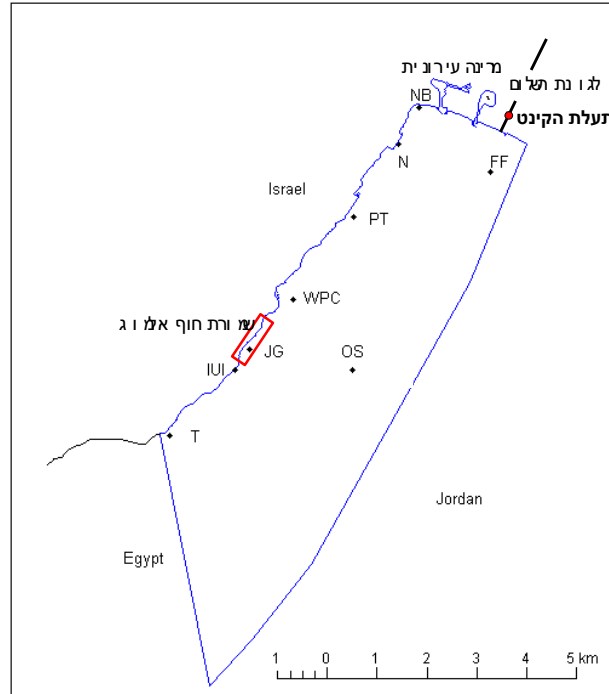 מרינה עירונית
לגונת תשלום
NB
תעלת הקינט
N
FF
Israel
PT
WPC
שמורת חוף אלמוג
JG
IUI
OS
T
Jordan
Egypt
1 0 1 2 3 4 5 km